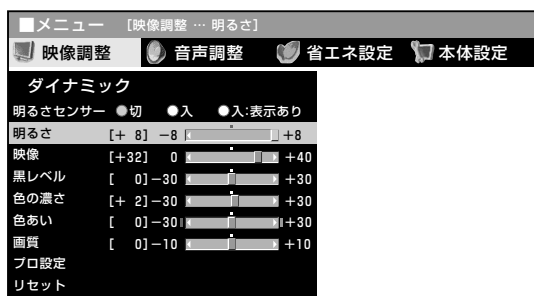 ■メニュー [映像調整 … 明るさ]
映像調整 音声調整 省エネ設定 本体設定
ダイナミック
明るさセンサー ●切 ●入 ●入:表示あり
明るさ [+ 8] −8 +8
映像 [+32] 0 +40
黒レベル [ 0] −30 +30
色の濃さ [+ 2] −30 +30
色あい [ 0] −30 +30
画質 [ 0] −10 +10
プロ設定
リセット